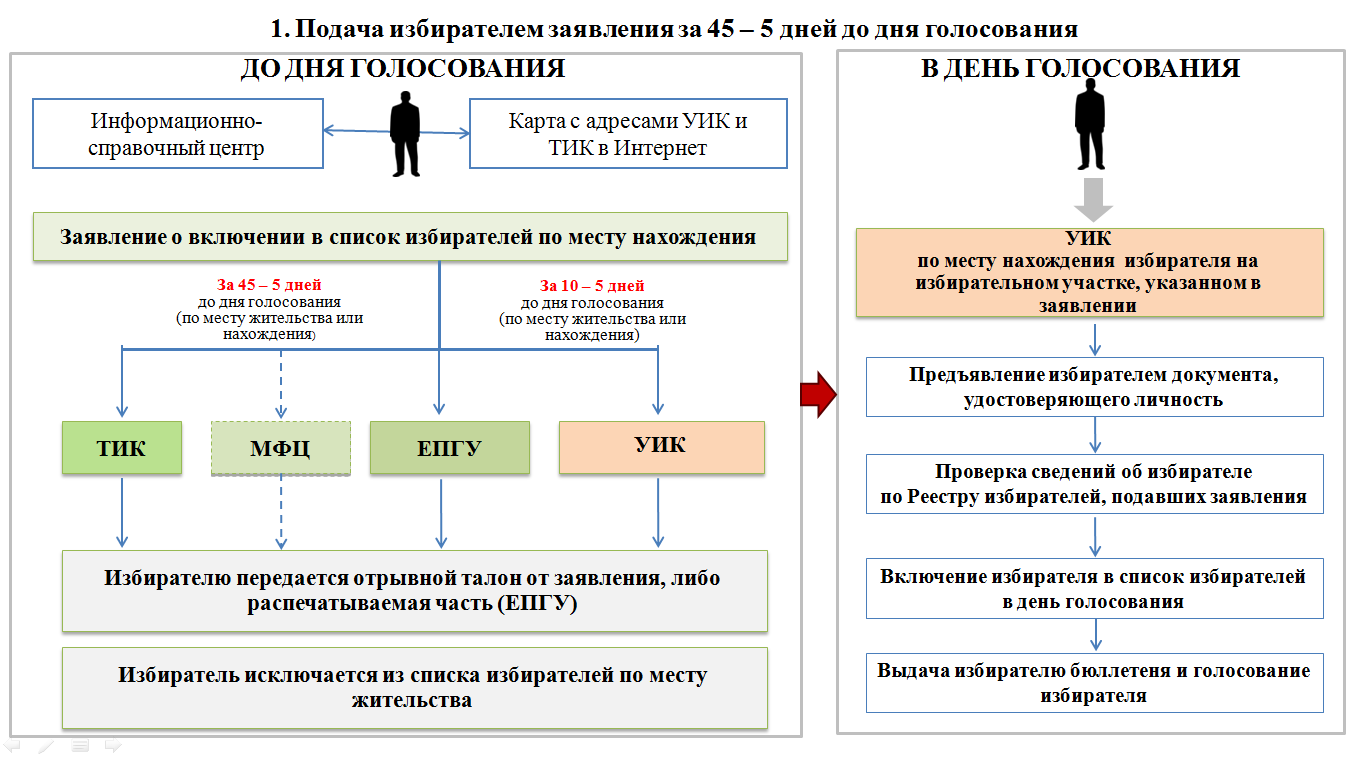 1. Подача избирателем заявления за 45 – 5 дней до дня голосования
ДО ДНЯ ГОЛОСОВАНИЯ
Информационно-
справочный центр
Карта с адресами УИК и
ТИК в Интернет
Заявление о включении в список избирателей по месту нахождения
За 45 – 5 дней
до дня голосования
(по месту жительства или
нахождения)
За 10 – 5 дней
до дня голосования
(по месту жительства или
нахождения)
ТИК
МФЦ
ЕПГУ
УИК
Избирателю передается отрывной талон от заявления, либо
распечатываемая часть (ЕПГУ)
Избиратель исключается из списка избирателей по месту
жительства
В ДЕНЬ ГОЛОСОВАНИЯ
УИК
по месту нахождения избирателя на
избирательном участке, указанном в
заявлении
Предъявление избирателем документа,
удостоверяющего личность
Проверка сведений об избирателе
по Реестру избирателей, подавших заявления
Включение избирателя в список избирателей
в день голосования
Выдача избирателю бюллетеня и голосование
избирателя